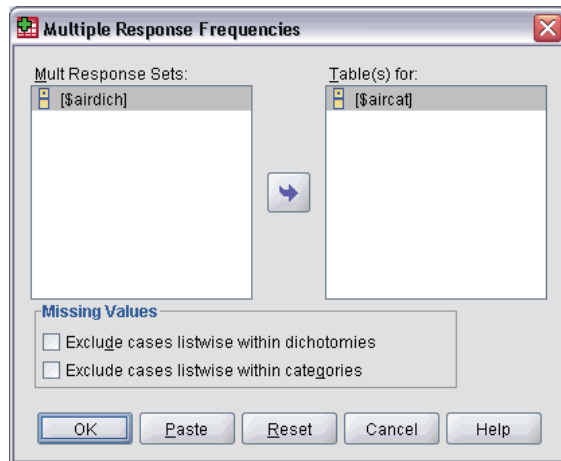 Multiple Response Frequencies
Mult Response Sets:
[$airdich]
Table(s) for:
[$aircat]
Missing Values
Exclude cases listwise within dichotomies
Exclude cases listwise within categories
OK
Paste
Reset
Cancel
Help